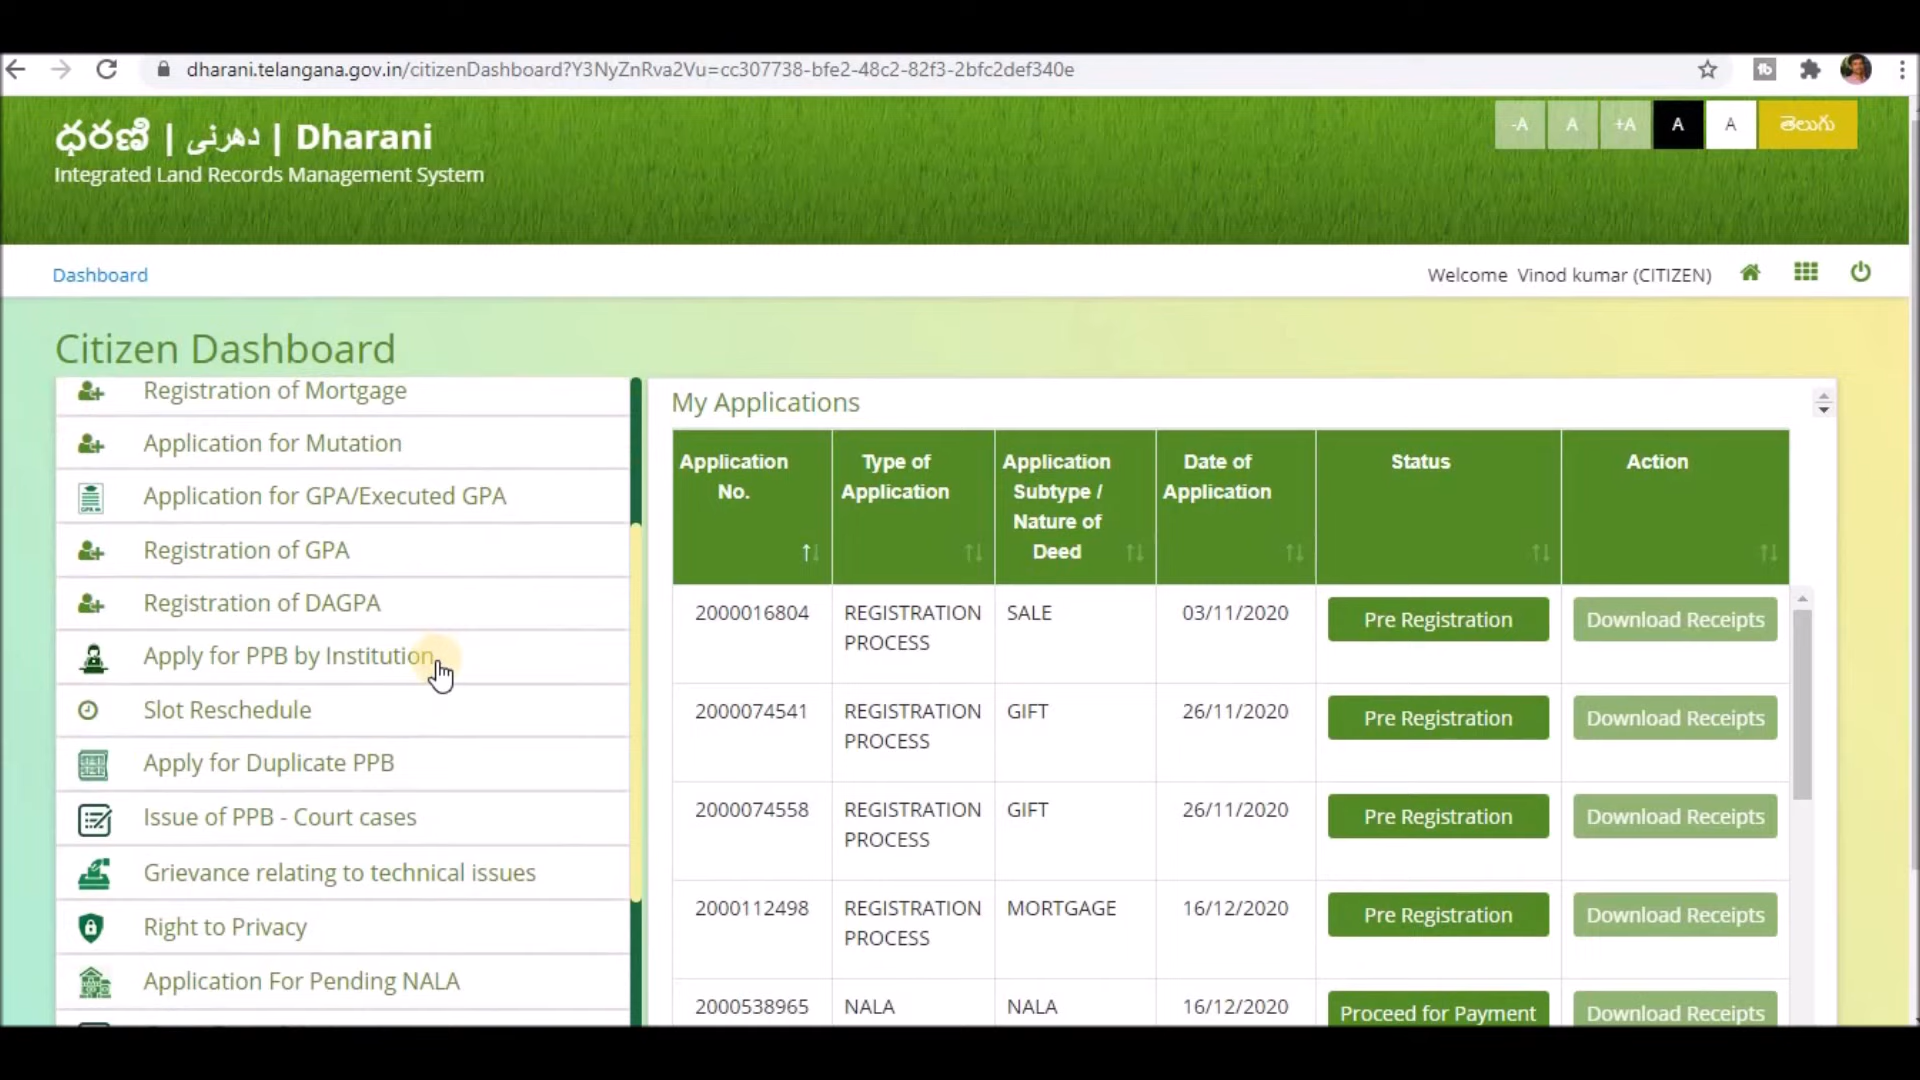 dharani.telangana.gov.in/citizenDashboard?Y3NyZnRva2Vu=cc307738-bfe2-48c2-82f3-2bfc2def340e
ధరణి | دھرنی | Dharani
Integrated Land Records Management System
-A A +A A A తెలుగు
Dashboard
Welcome Vinod kumar (CITIZEN)
Citizen Dashboard
Registration of Mortgage
Application for Mutation
Application for GPA/Executed GPA
Registration of GPA
Registration of DAGPA
Apply for PPB by Institution
Slot Reschedule
Apply for Duplicate PPB
Issue of PPB - Court cases
Grievance relating to technical issues
Right to Privacy
Application For Pending NALA
My Applications
Application No.
Type of Application
Application Subtype / Nature of Deed
Date of Application
Status
Action
2000016804 REGISTRATION PROCESS SALE 03/11/2020 Pre Registration Download Receipts
2000074541 REGISTRATION PROCESS GIFT 26/11/2020 Pre Registration Download Receipts
2000074558 REGISTRATION PROCESS GIFT 26/11/2020 Pre Registration Download Receipts
2000112498 REGISTRATION PROCESS MORTGAGE 16/12/2020 Pre Registration Download Receipts
2000538965 NALA NALA 16/12/2020 Proceed for Payment Download Receipts